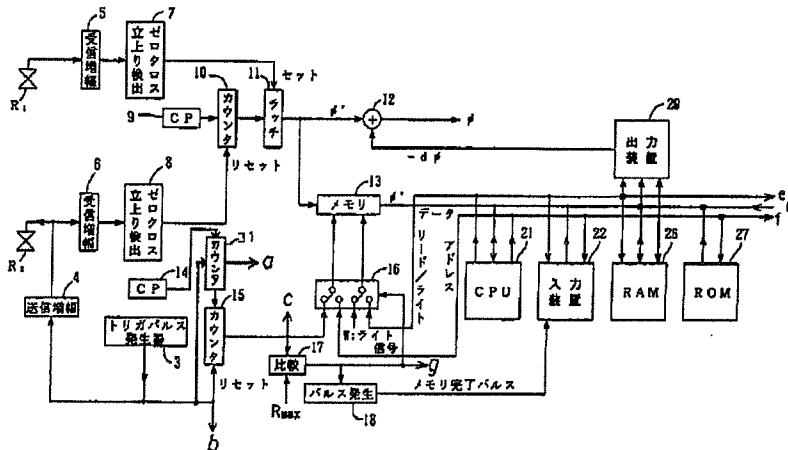 5
受信増幅
R₁
7
ゼロクロス
立上り検出
10
カウンタ
11
ラッチ
セット
9
CP
φ'
12
+
φ
-dφ
29
出力
装置
6
受信増幅
R₂
8
ゼロクロス
立上り検出
リセット
13
メモリ
φ'
データ
e
f
リード/ライト
アドレス
4
送信増幅
14
CP
31
カウンタ
a
15
カウンタ
トリガパルス
発生器
3
リセット
b
16
W:ライト
信号
C
17
比較
Rmax
g
パルス発生
18
メモリ完了パルス
21
CPU
22
入力
装置
26
RAM
27
ROM